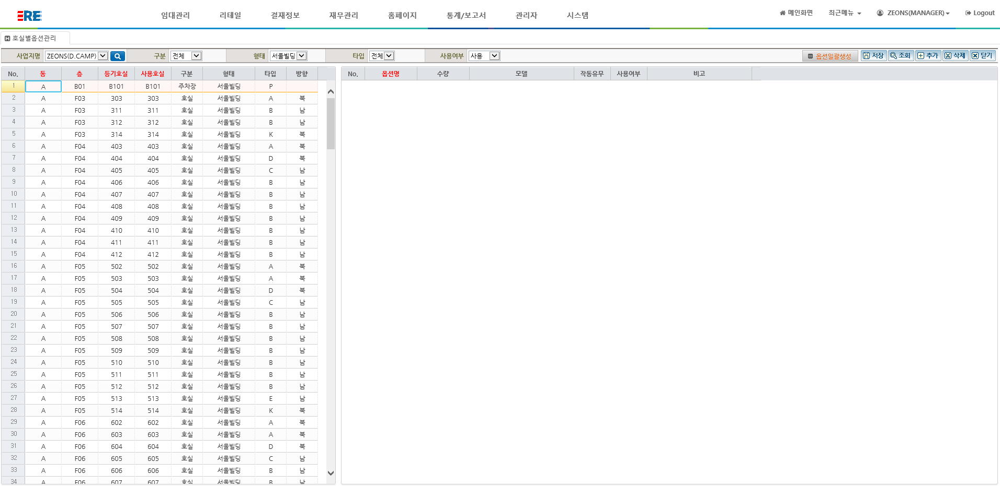 ERE 임대관리 리테일 결재정보 재무관리 홈페이지 통계/보고서 관리자 시스템 메인화면 최근메뉴 ZEONS(MANAGER) Logout
호실별옵션관리
사업지명 ZEONS(D.CAMP) 구분 전체 형태 서울빌딩 타입 전체 사용여부 사용 옵션일괄생성 저장 조회 추가 삭제 닫기
No. 동 층 등기호실 사용호실 구분 형태 타입 방향
1 A B01 B101 B101 주차장 서울빌딩 P
2 A F03 303 303 호실 서울빌딩 A 북
3 A F03 311 311 호실 서울빌딩 B 남
4 A F03 312 312 호실 서울빌딩 B 남
5 A F03 314 314 호실 서울빌딩 K 북
6 A F04 403 403 호실 서울빌딩 A 북
7 A F04 404 404 호실 서울빌딩 D 북
8 A F04 405 405 호실 서울빌딩 C 남
9 A F04 406 406 호실 서울빌딩 B 남
10 A F04 407 407 호실 서울빌딩 B 남
11 A F04 408 408 호실 서울빌딩 B 남
12 A F04 409 409 호실 서울빌딩 B 남
13 A F04 410 410 호실 서울빌딩 B 남
14 A F04 411 411 호실 서울빌딩 B 남
15 A F04 412 412 호실 서울빌딩 B 남
16 A F05 502 502 호실 서울빌딩 A 북
17 A F05 503 503 호실 서울빌딩 A 북
18 A F05 504 504 호실 서울빌딩 D 북
19 A F05 505 505 호실 서울빌딩 C 남
20 A F05 506 506 호실 서울빌딩 B 남
21 A F05 507 507 호실 서울빌딩 B 남
22 A F05 508 508 호실 서울빌딩 B 남
23 A F05 509 509 호실 서울빌딩 B 남
24 A F05 510 510 호실 서울빌딩 B 남
25 A F05 511 511 호실 서울빌딩 B 남
26 A F05 512 512 호실 서울빌딩 B 남
27 A F05 513 513 호실 서울빌딩 E 남
28 A F05 514 514 호실 서울빌딩 K 북
29 A F06 602 602 호실 서울빌딩 A 북
30 A F06 603 603 호실 서울빌딩 A 북
31 A F06 604 604 호실 서울빌딩 D 북
32 A F06 605 605 호실 서울빌딩 C 남
33 A F06 606 606 호실 서울빌딩 B 남
34 A F06 607 607 호실 서울빌딩 B 남
No. 옵션명 수량 모델 작동유무 사용여부 비고